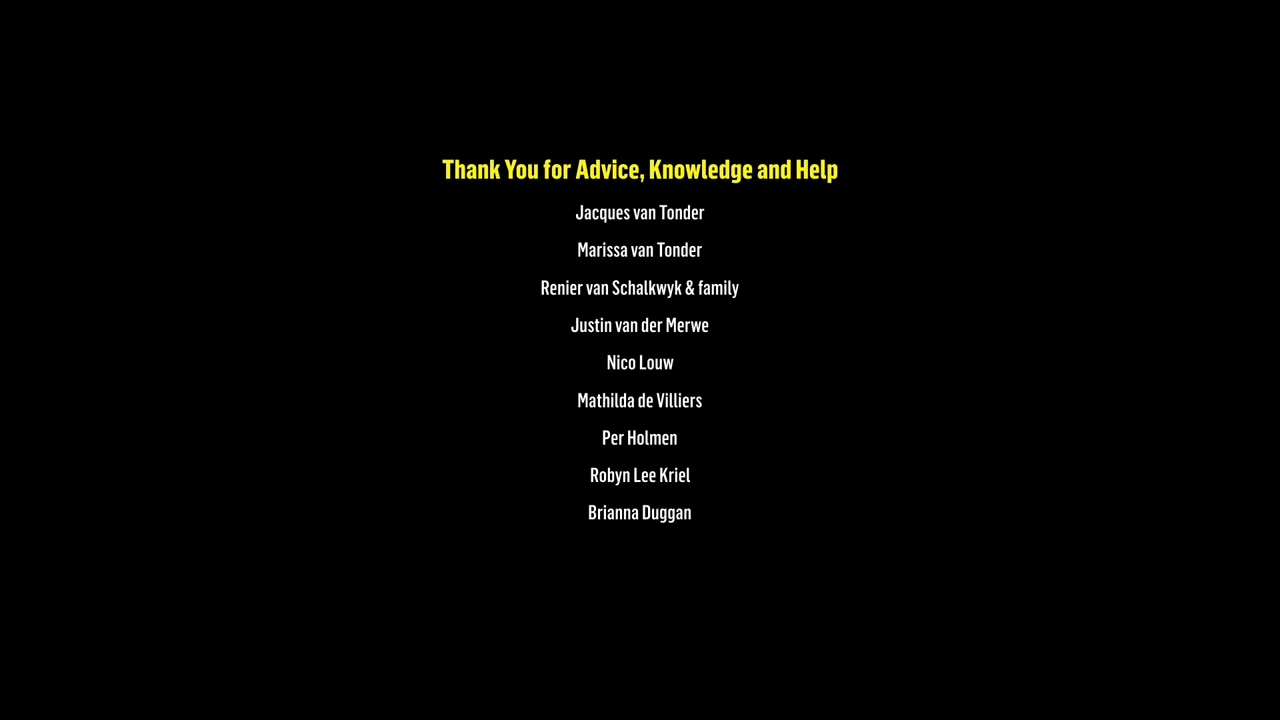 Thank You for Advice, Knowledge and Help
Jacques van Tonder
Marissa van Tonder
Renier van Schalkwyk & family
Justin van der Merwe
Nico Louw
Mathilda de Villiers
Per Holmen
Robyn Lee Kriel
Brianna Duggan